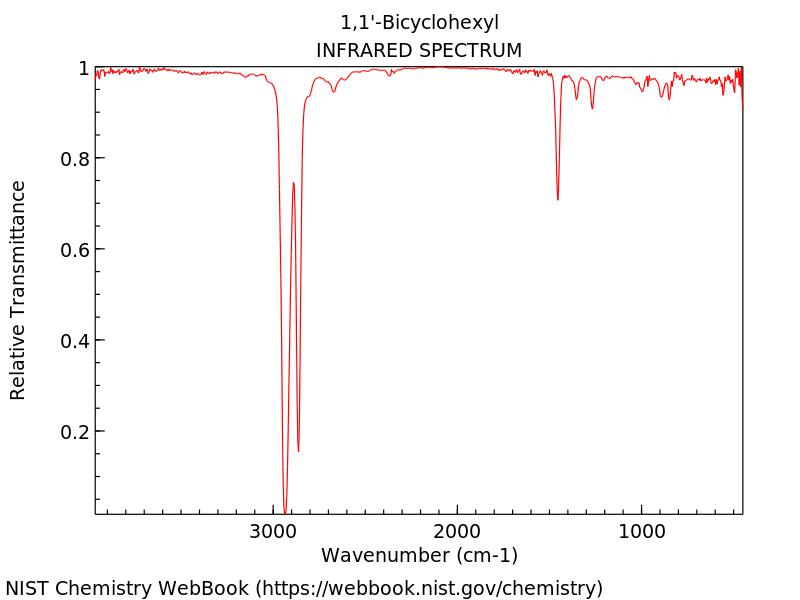 1,1'-Bicyclohexyl
INFRARED SPECTRUM
1
0.8
0.6
0.4
0.2
Relative Transmittance
3000 2000 1000
Wavenumber (cm-1)
NIST Chemistry WebBook (https://webbook.nist.gov/chemistry)